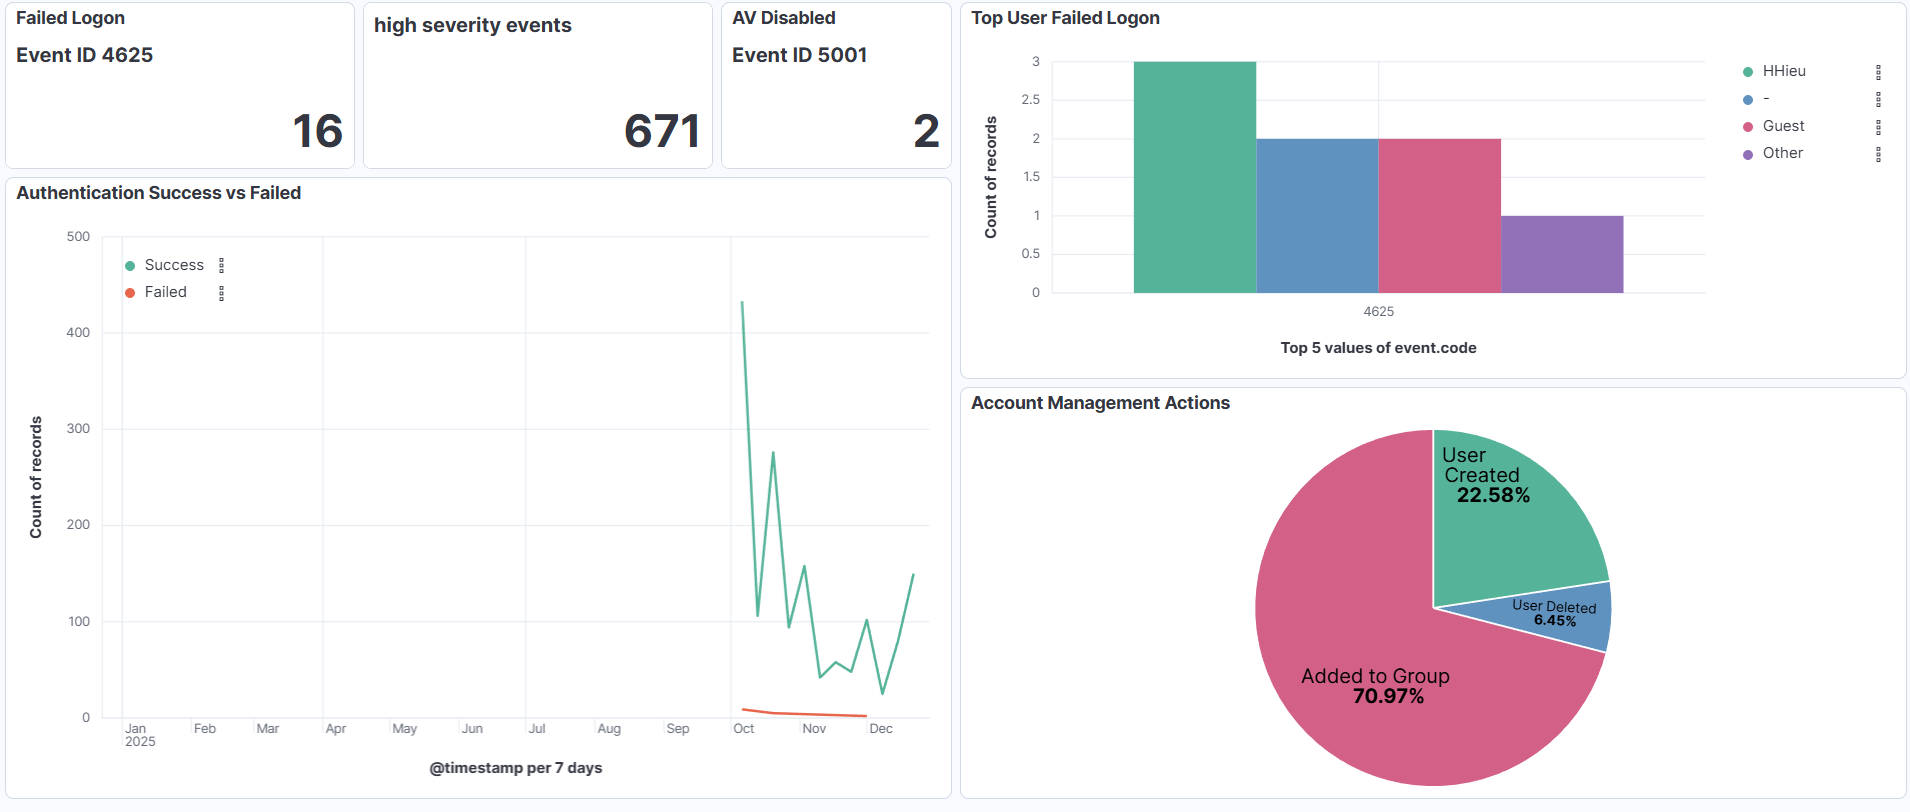 Failed Logon
Event ID 4625
16
high severity events
671
AV Disabled
Event ID 5001
2
Top User Failed Logon
Count of records
3
2.5
2
1.5
1
0.5
0
4625
Top 5 values of event.code
HHieu
-
Guest
Other
Authentication Success vs Failed
Count of records
500
400
300
200
100
0
Success
Failed
Jan
2025
Feb
Mar
Apr
May
Jun
Jul
Aug
Sep
Oct
Nov
Dec
@timestamp per 7 days
Account Management Actions
User
Created
22.58%
User Deleted
6.45%
Added to Group
70.97%